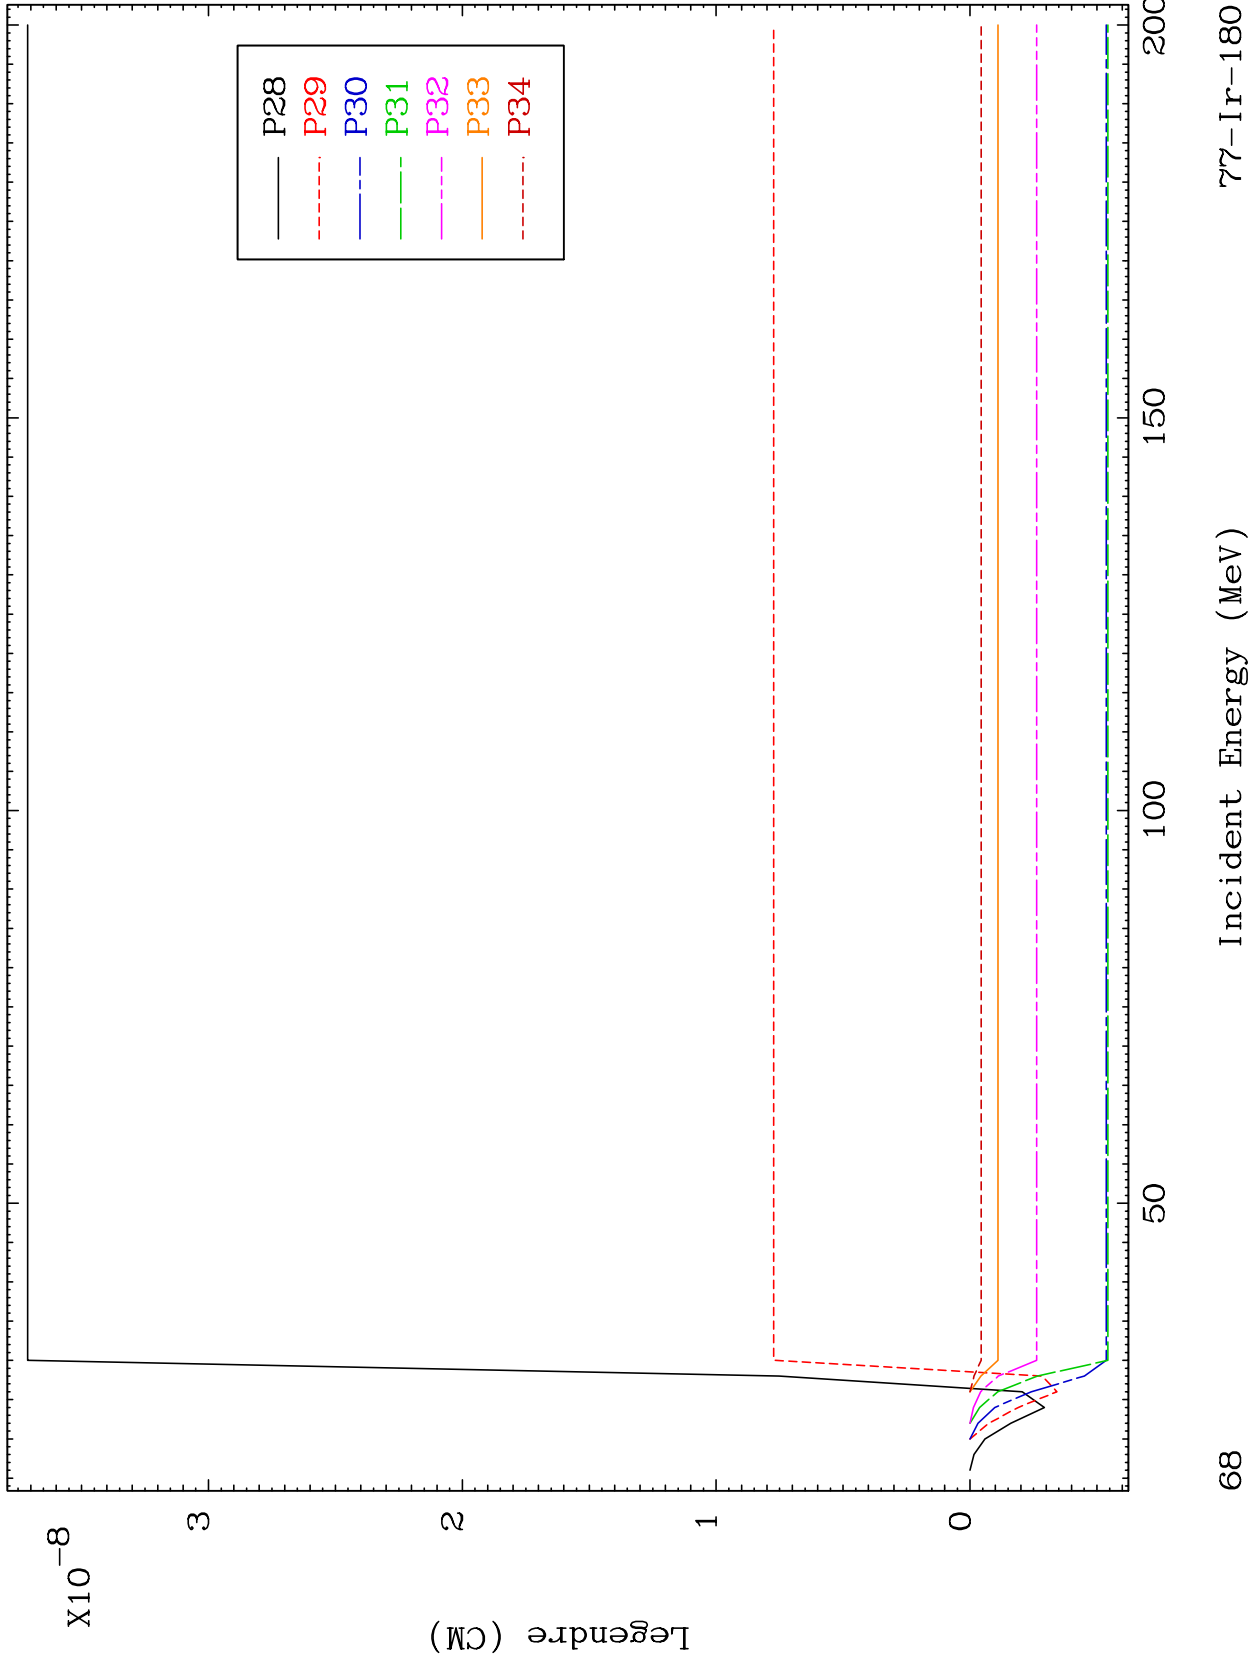 X10-8
3
2
1
0
Legendre (CM)
P28
P29
P30
P31
P32
P33
P34
50
100
150
200
Incident Energy (MeV)
68
77-Ir-180